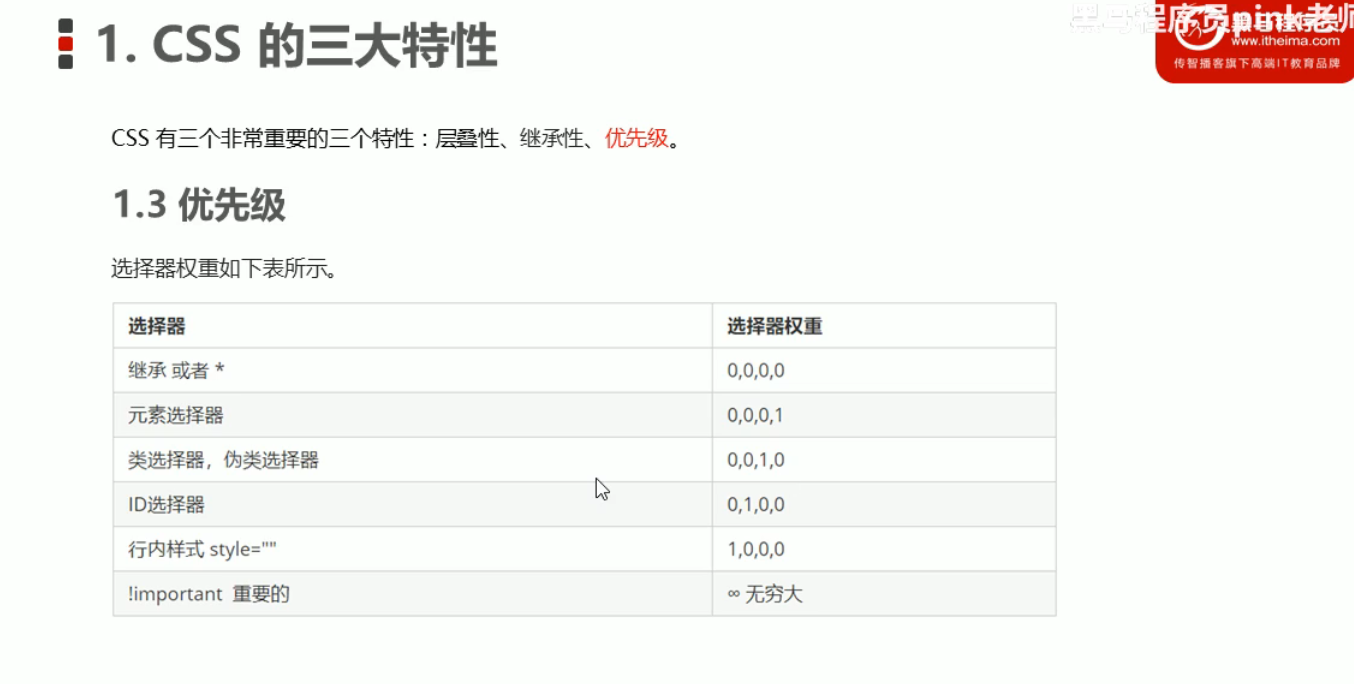 1. CSS 的三大特性
黑马程序员pink老师
www.itheima.com
传智播客旗下高端IT教育品牌
CSS 有三个非常重要的三个特性：层叠性、继承性、优先级。
1.3 优先级
选择器权重如下表所示。
选择器 选择器权重
继承 或者 * 0,0,0,0
元素选择器 0,0,0,1
类选择器，伪类选择器 0,0,1,0
ID选择器 0,1,0,0
行内样式 style="" 1,0,0,0
!important 重要的 ∞ 无穷大